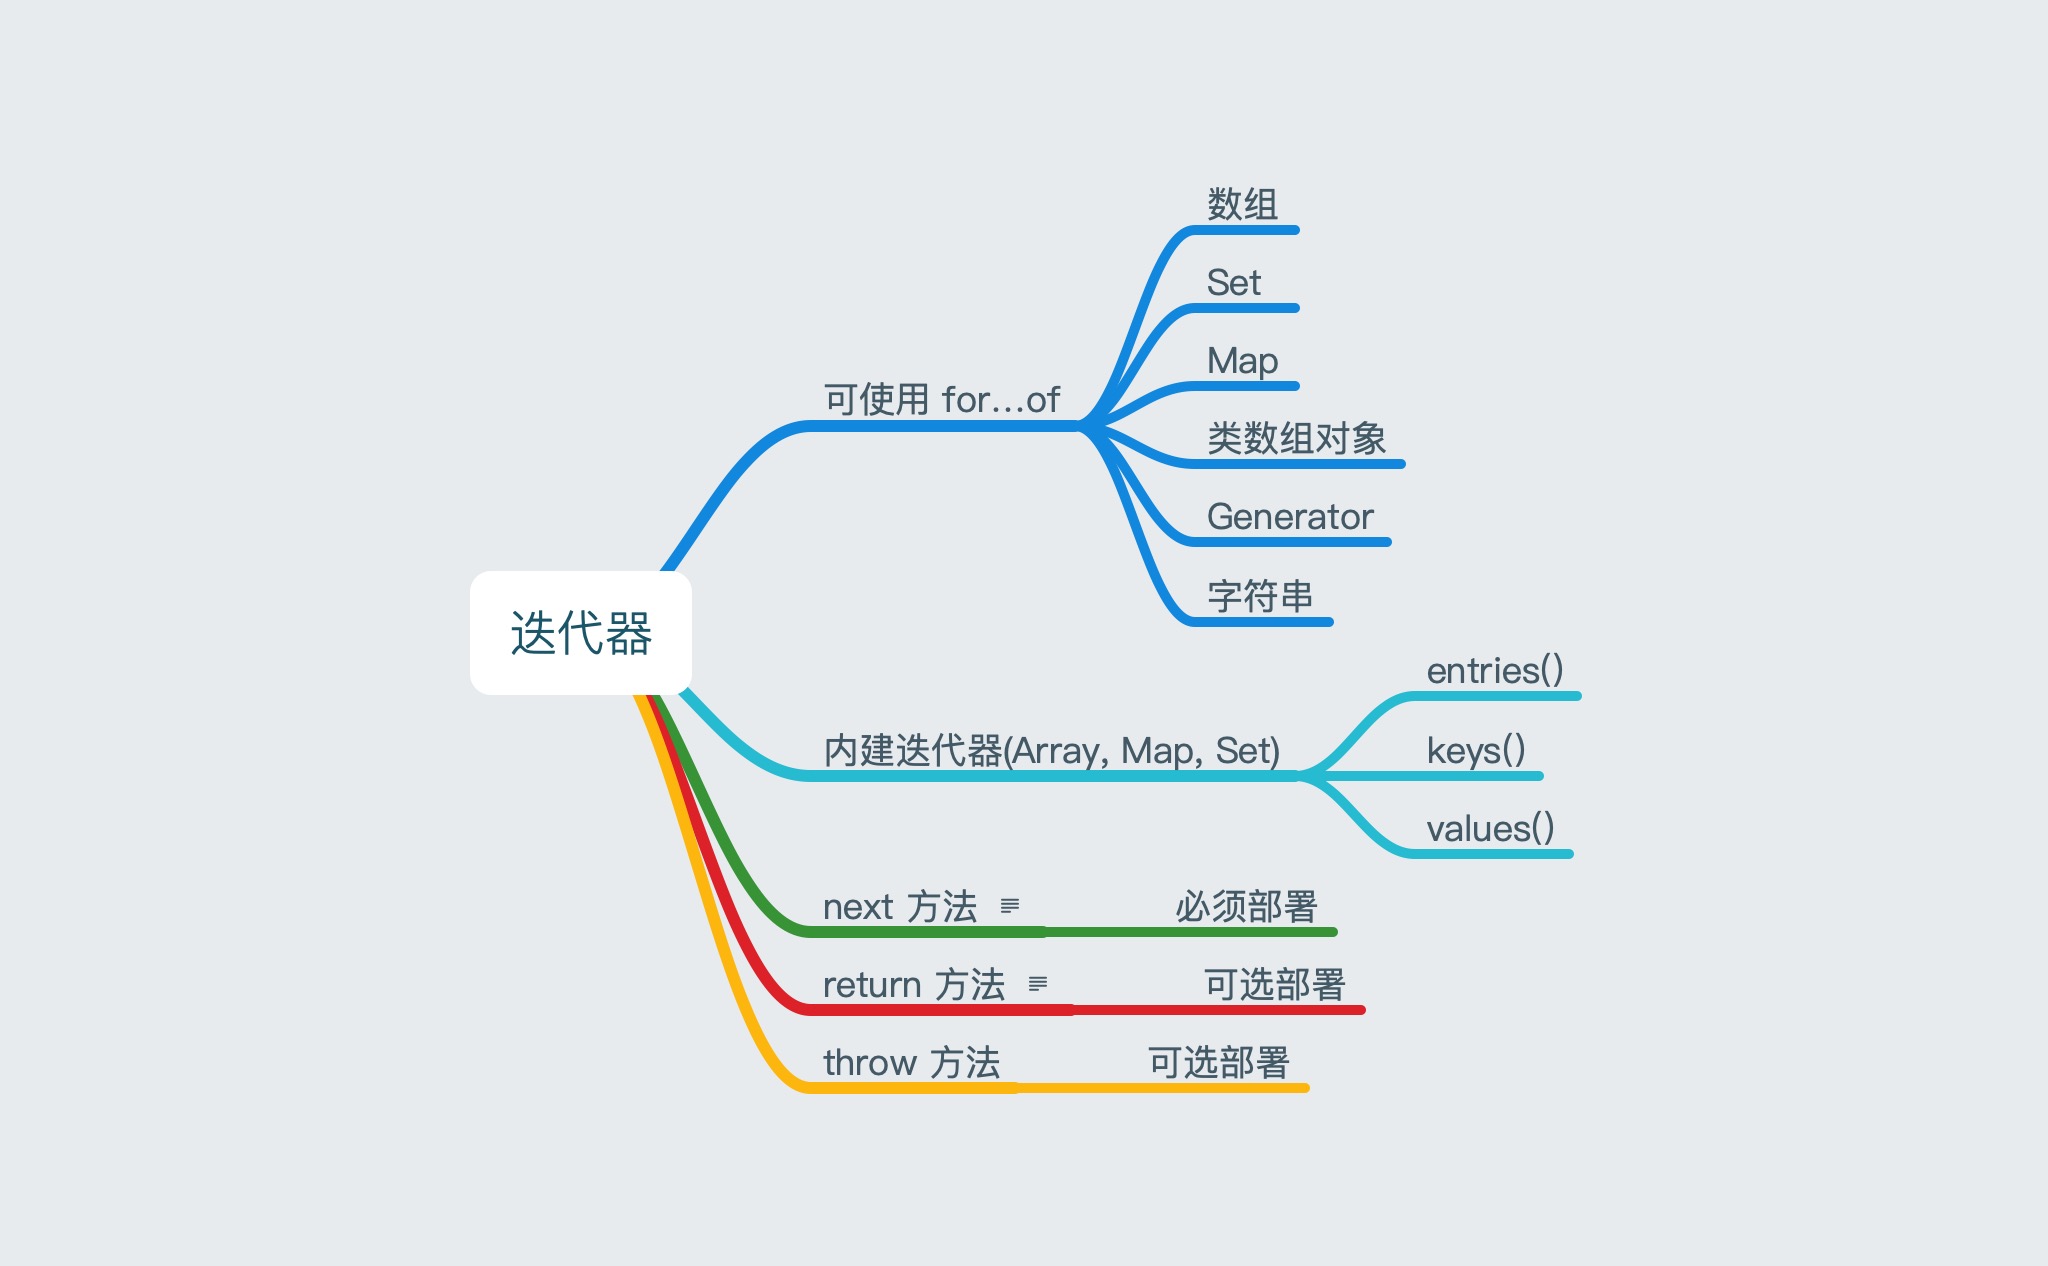 迭代器
可使用 for...of
数组
Set
Map
类数组对象
Generator
字符串
内建迭代器(Array, Map, Set)
entries()
keys()
values()
next 方法
必须部署
return 方法
可选部署
throw 方法
可选部署